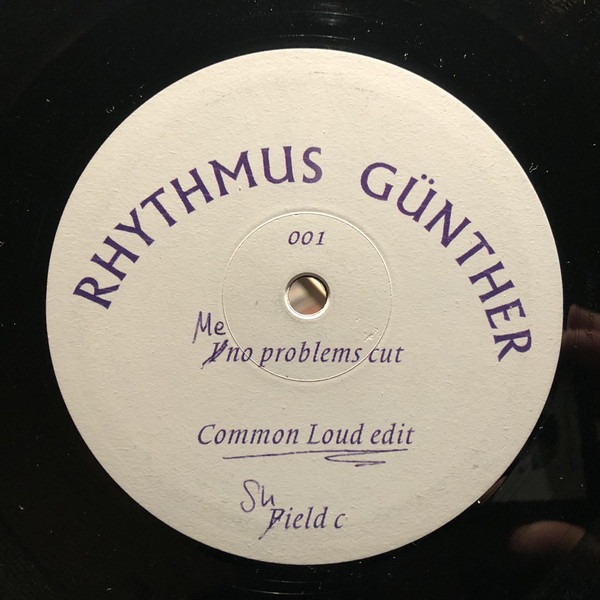 RHYTHMUS GÜNTHER
001
Me
I no problems cut
Common Loud edit
Sh
Field c